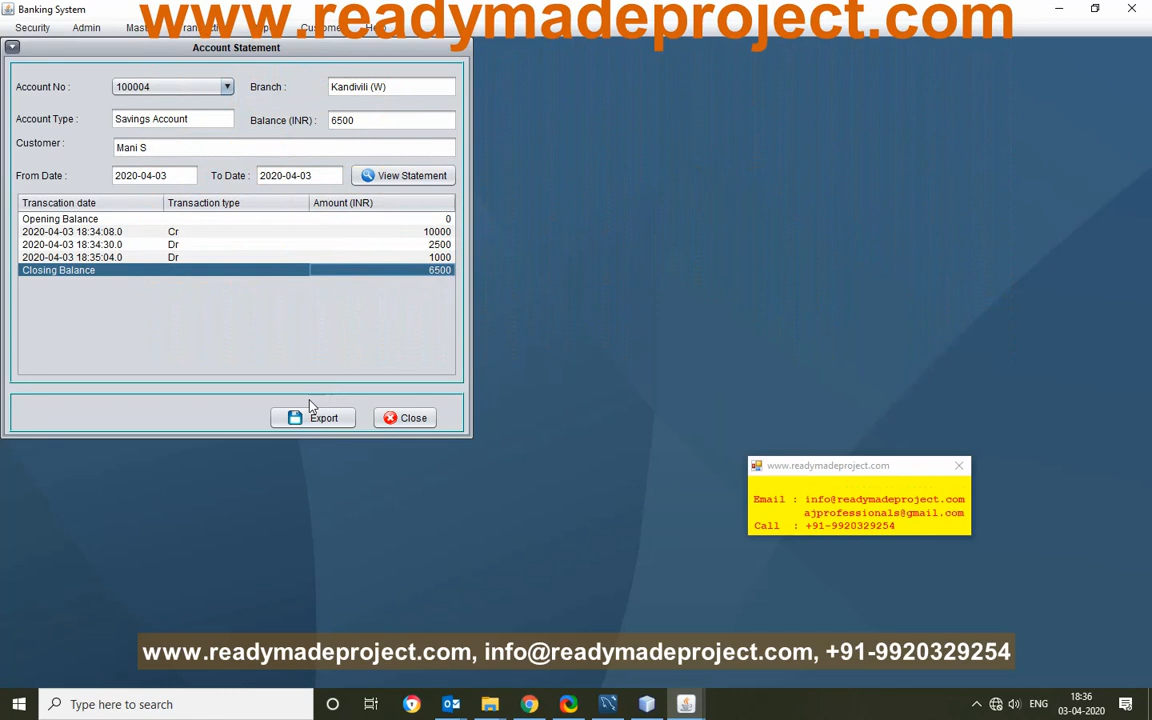 Banking System
www.readymadeproject.com
Security Admin Mas
Account Statement
Account No : 100004 Branch : Kandivili (W)
Account Type : Savings Account Balance (INR) : 6500
Customer : Mani S
From Date : 2020-04-03 To Date : 2020-04-03 View Statement
Transcation date Transaction type Amount (INR)
Opening Balance 0
2020-04-03 18:34:08.0 Cr 10000
2020-04-03 18:34:30.0 Dr 2500
2020-04-03 18:35:04.0 Dr 1000
Closing Balance 6500
Export Close
www.readymadeproject.com
Email : info@readymadeproject.com
ajprofessionals@gmail.com
Call : +91-9920329254
www.readymadeproject.com, info@readymadeproject.com, +91-9920329254
Type here to search
ENG
18:36
03-04-2020